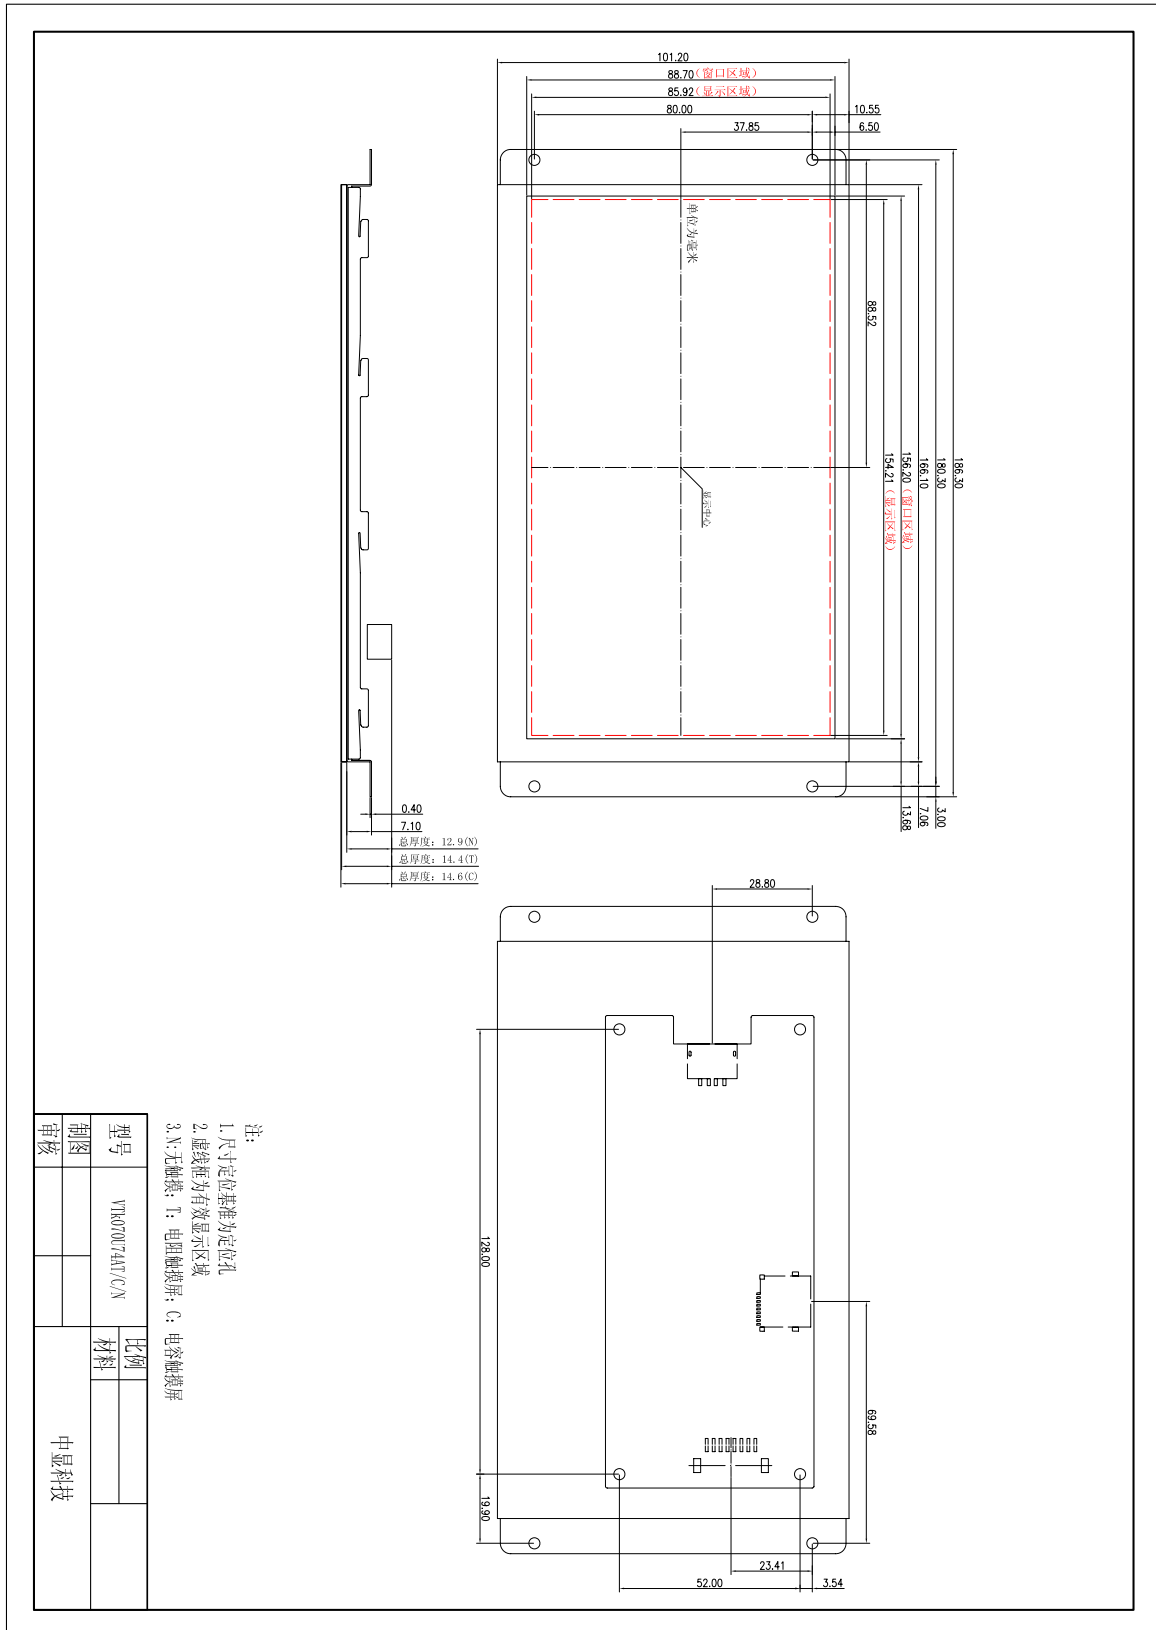 101.20
88.70(窗口区域)
85.92(显示区域)
80.00
10.55
37.85
6.50
单位为毫米
88.52
显示中心
154.21(显示区域)
156.20(窗口区域)
166.10
180.30
186.30
13.68
7.06
3.00
0.40
7.10
总厚度: 12.9(N)
总厚度: 14.4(T)
总厚度: 14.6(C)
28.80
128.00
19.90
69.58
23.41
52.00
3.54
注:
1.尺寸定位基准为定位孔
2.虚线框为有效显示区域
3.N:无触摸; T: 电阻触摸屏; C: 电容触摸屏
型号
VTK070U74AT/C/N
比例
材料
制图
审核
中显科技